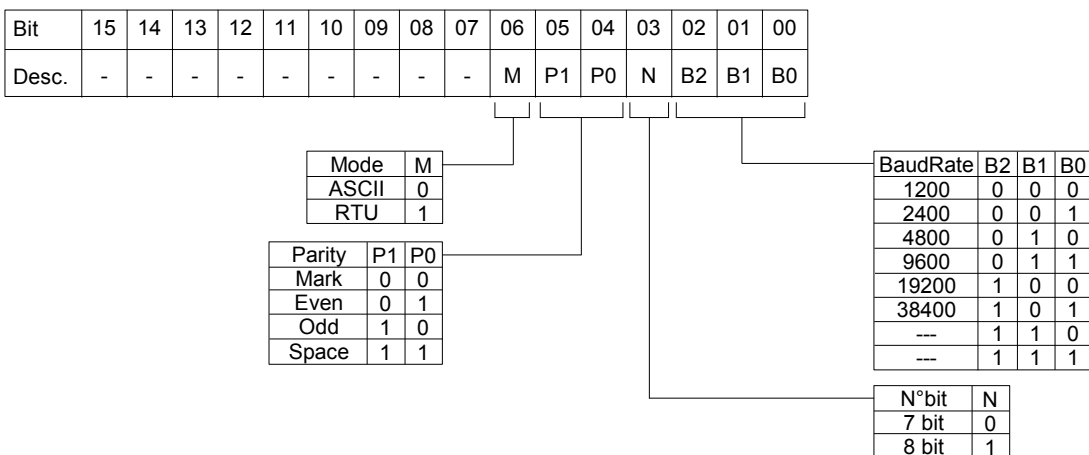 Bit 15 14 13 12 11 10 09 08 07 06 05 04 03 02 01 00
Desc. - - - - - - - - - M P1 P0 N B2 B1 B0
Mode M
ASCII 0
RTU 1
Parity P1 P0
Mark 0 0
Even 0 1
Odd 1 0
Space 1 1
BaudRate B2 B1 B0
1200 0 0 0
2400 0 0 1
4800 0 1 0
9600 0 1 1
19200 1 0 0
38400 1 0 1
--- 1 1 0
--- 1 1 1
N°bit N
7 bit 0
8 bit 1